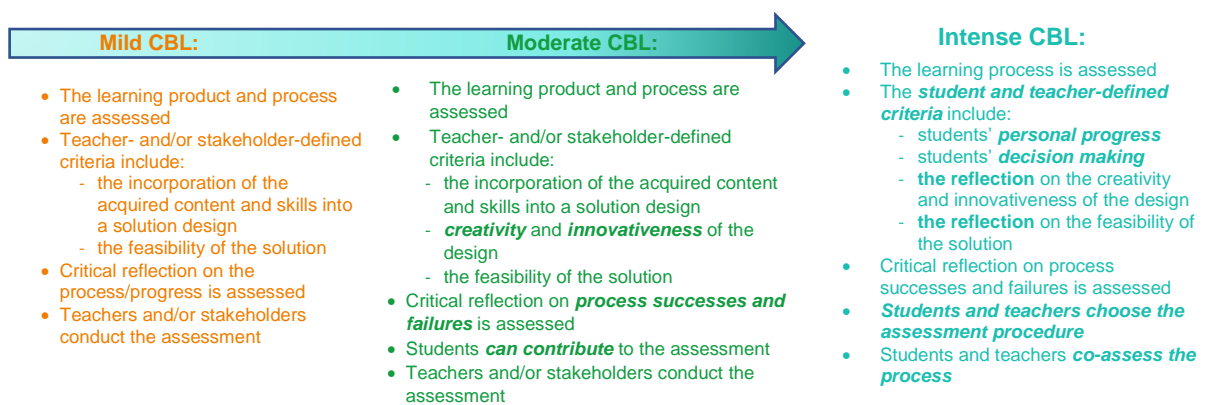 Mild CBL:
• The learning product and process
are assessed
• Teacher- and/or stakeholder-defined
criteria include:
- the incorporation of the
acquired content and skills into
a solution design
- the feasibility of the solution
• Critical reflection on the
process/progress is assessed
• Teachers and/or stakeholders
conduct the assessment
Moderate CBL:
• The learning product and process are
assessed
• Teacher- and/or stakeholder-defined
criteria include:
- the incorporation of the acquired content
and skills into a solution design
- creativity and innovativeness of the
design
- the feasibility of the solution
• Critical reflection on process successes and
failures is assessed
• Students can contribute to the assessment
• Teachers and/or stakeholders conduct the
assessment
Intense CBL:
• The learning process is assessed
• The student and teacher-defined
criteria include:
- students’ personal progress
- students’ decision making
- the reflection on the creativity
and innovativeness of the design
- the reflection on the feasibility of
the solution
• Critical reflection on process
successes and failures is assessed
• Students and teachers choose the
assessment procedure
• Students and teachers co-assess the
process